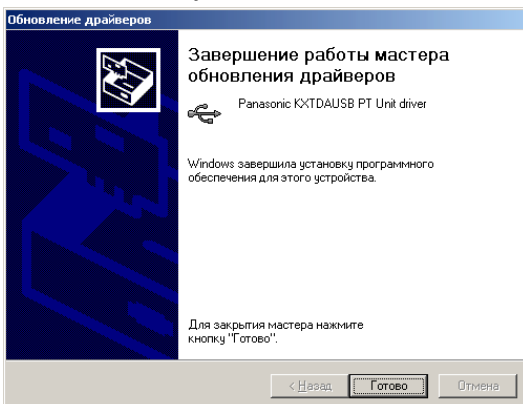 Обновление драйверов
Завершение работы мастера
обновления драйверов
Panasonic KXTDAUSB PT Unit driver
Windows завершила установку программного
обеспечения для этого устройства.
Для закрытия мастера нажмите
кнопку "Готово".
< Назад Готово Отмена